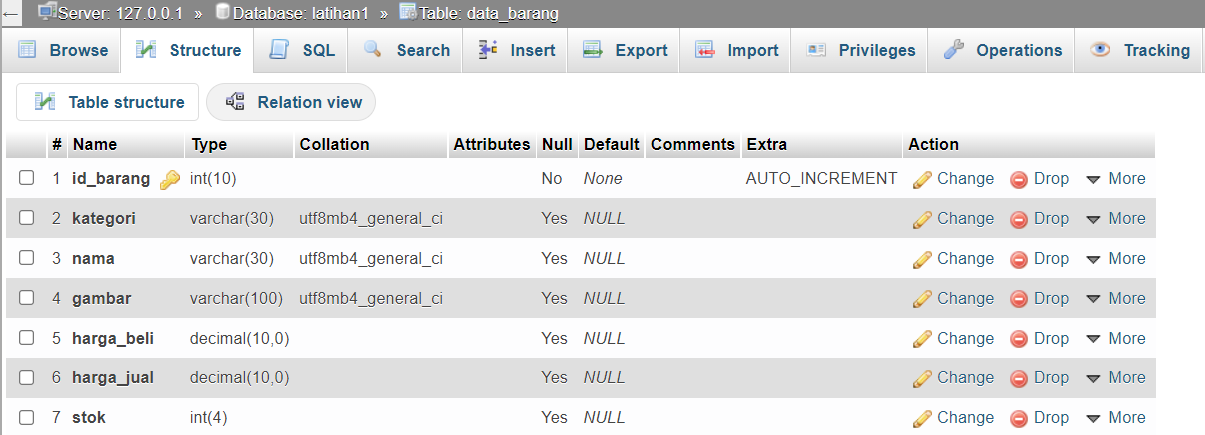 ← Server: 127.0.0.1 » Database: latihan1 » Table: data_barang
Browse Structure SQL Search Insert Export Import Privileges Operations Tracking
Table structure Relation view
# Name Type Collation Attributes Null Default Comments Extra Action
1 id_barang int(10) No None AUTO_INCREMENT Change Drop More
2 kategori varchar(30) utf8mb4_general_ci Yes NULL Change Drop More
3 nama varchar(30) utf8mb4_general_ci Yes NULL Change Drop More
4 gambar varchar(100) utf8mb4_general_ci Yes NULL Change Drop More
5 harga_beli decimal(10,0) Yes NULL Change Drop More
6 harga_jual decimal(10,0) Yes NULL Change Drop More
7 stok int(4) Yes NULL Change Drop More